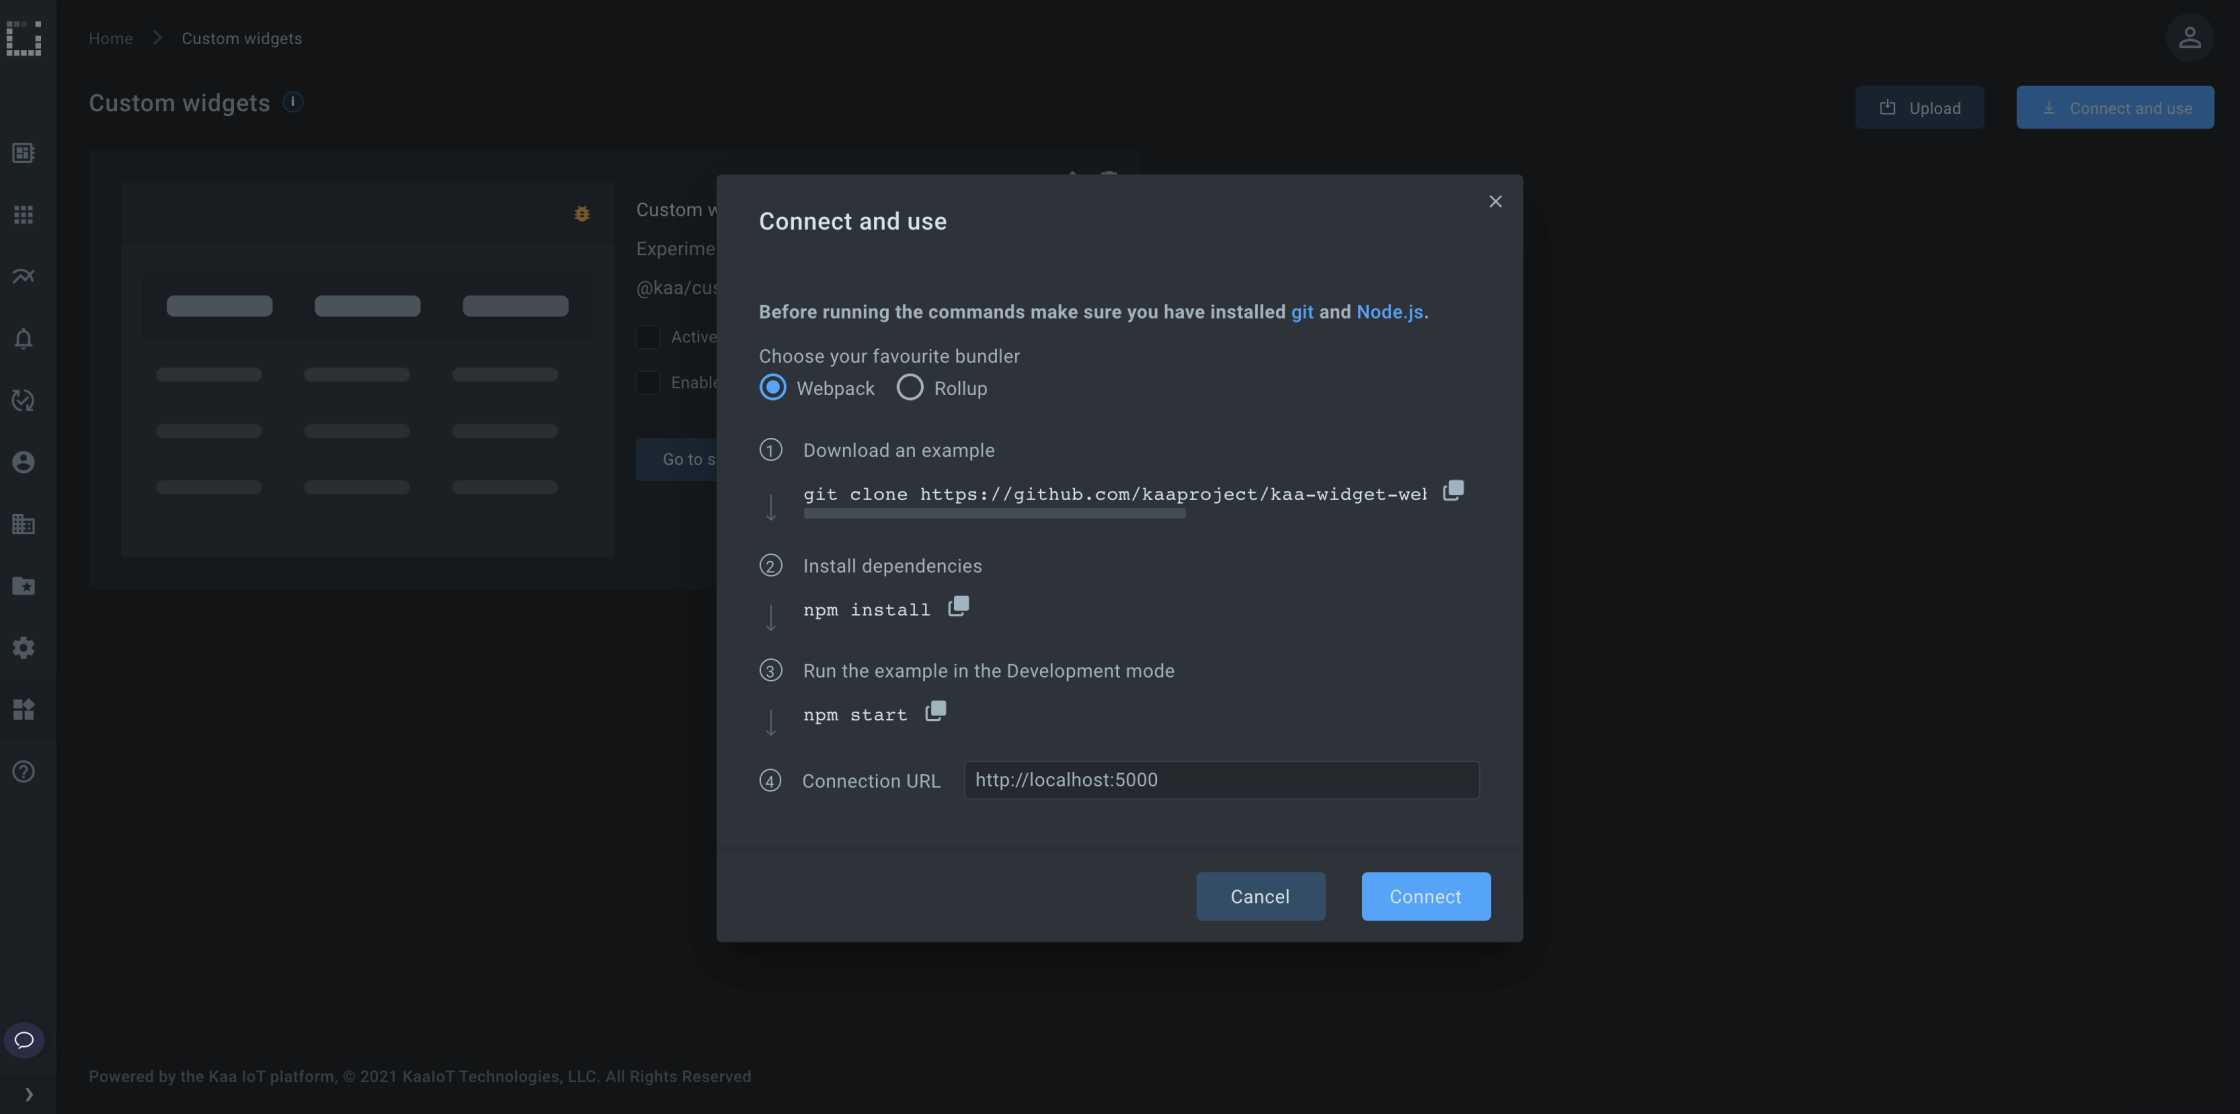 Home
Custom widgets
Custom widgets
Upload
Connect and use
Custom
Experime
@kaa/cus
Active
Enable
Go to s
Connect and use
Before running the commands make sure you have installed git and Node.js.
Choose your favourite bundler
Webpack
Rollup
1 Download an example
git clone https://github.com/kaaproject/kaa-widget-web
2 Install dependencies
npm install
3 Run the example in the Development mode
npm start
4 Connection URL http://localhost:5000
Cancel
Connect
Powered by the Kaa IoT platform, © 2021 KaaIoT Technologies, LLC. All Rights Reserved